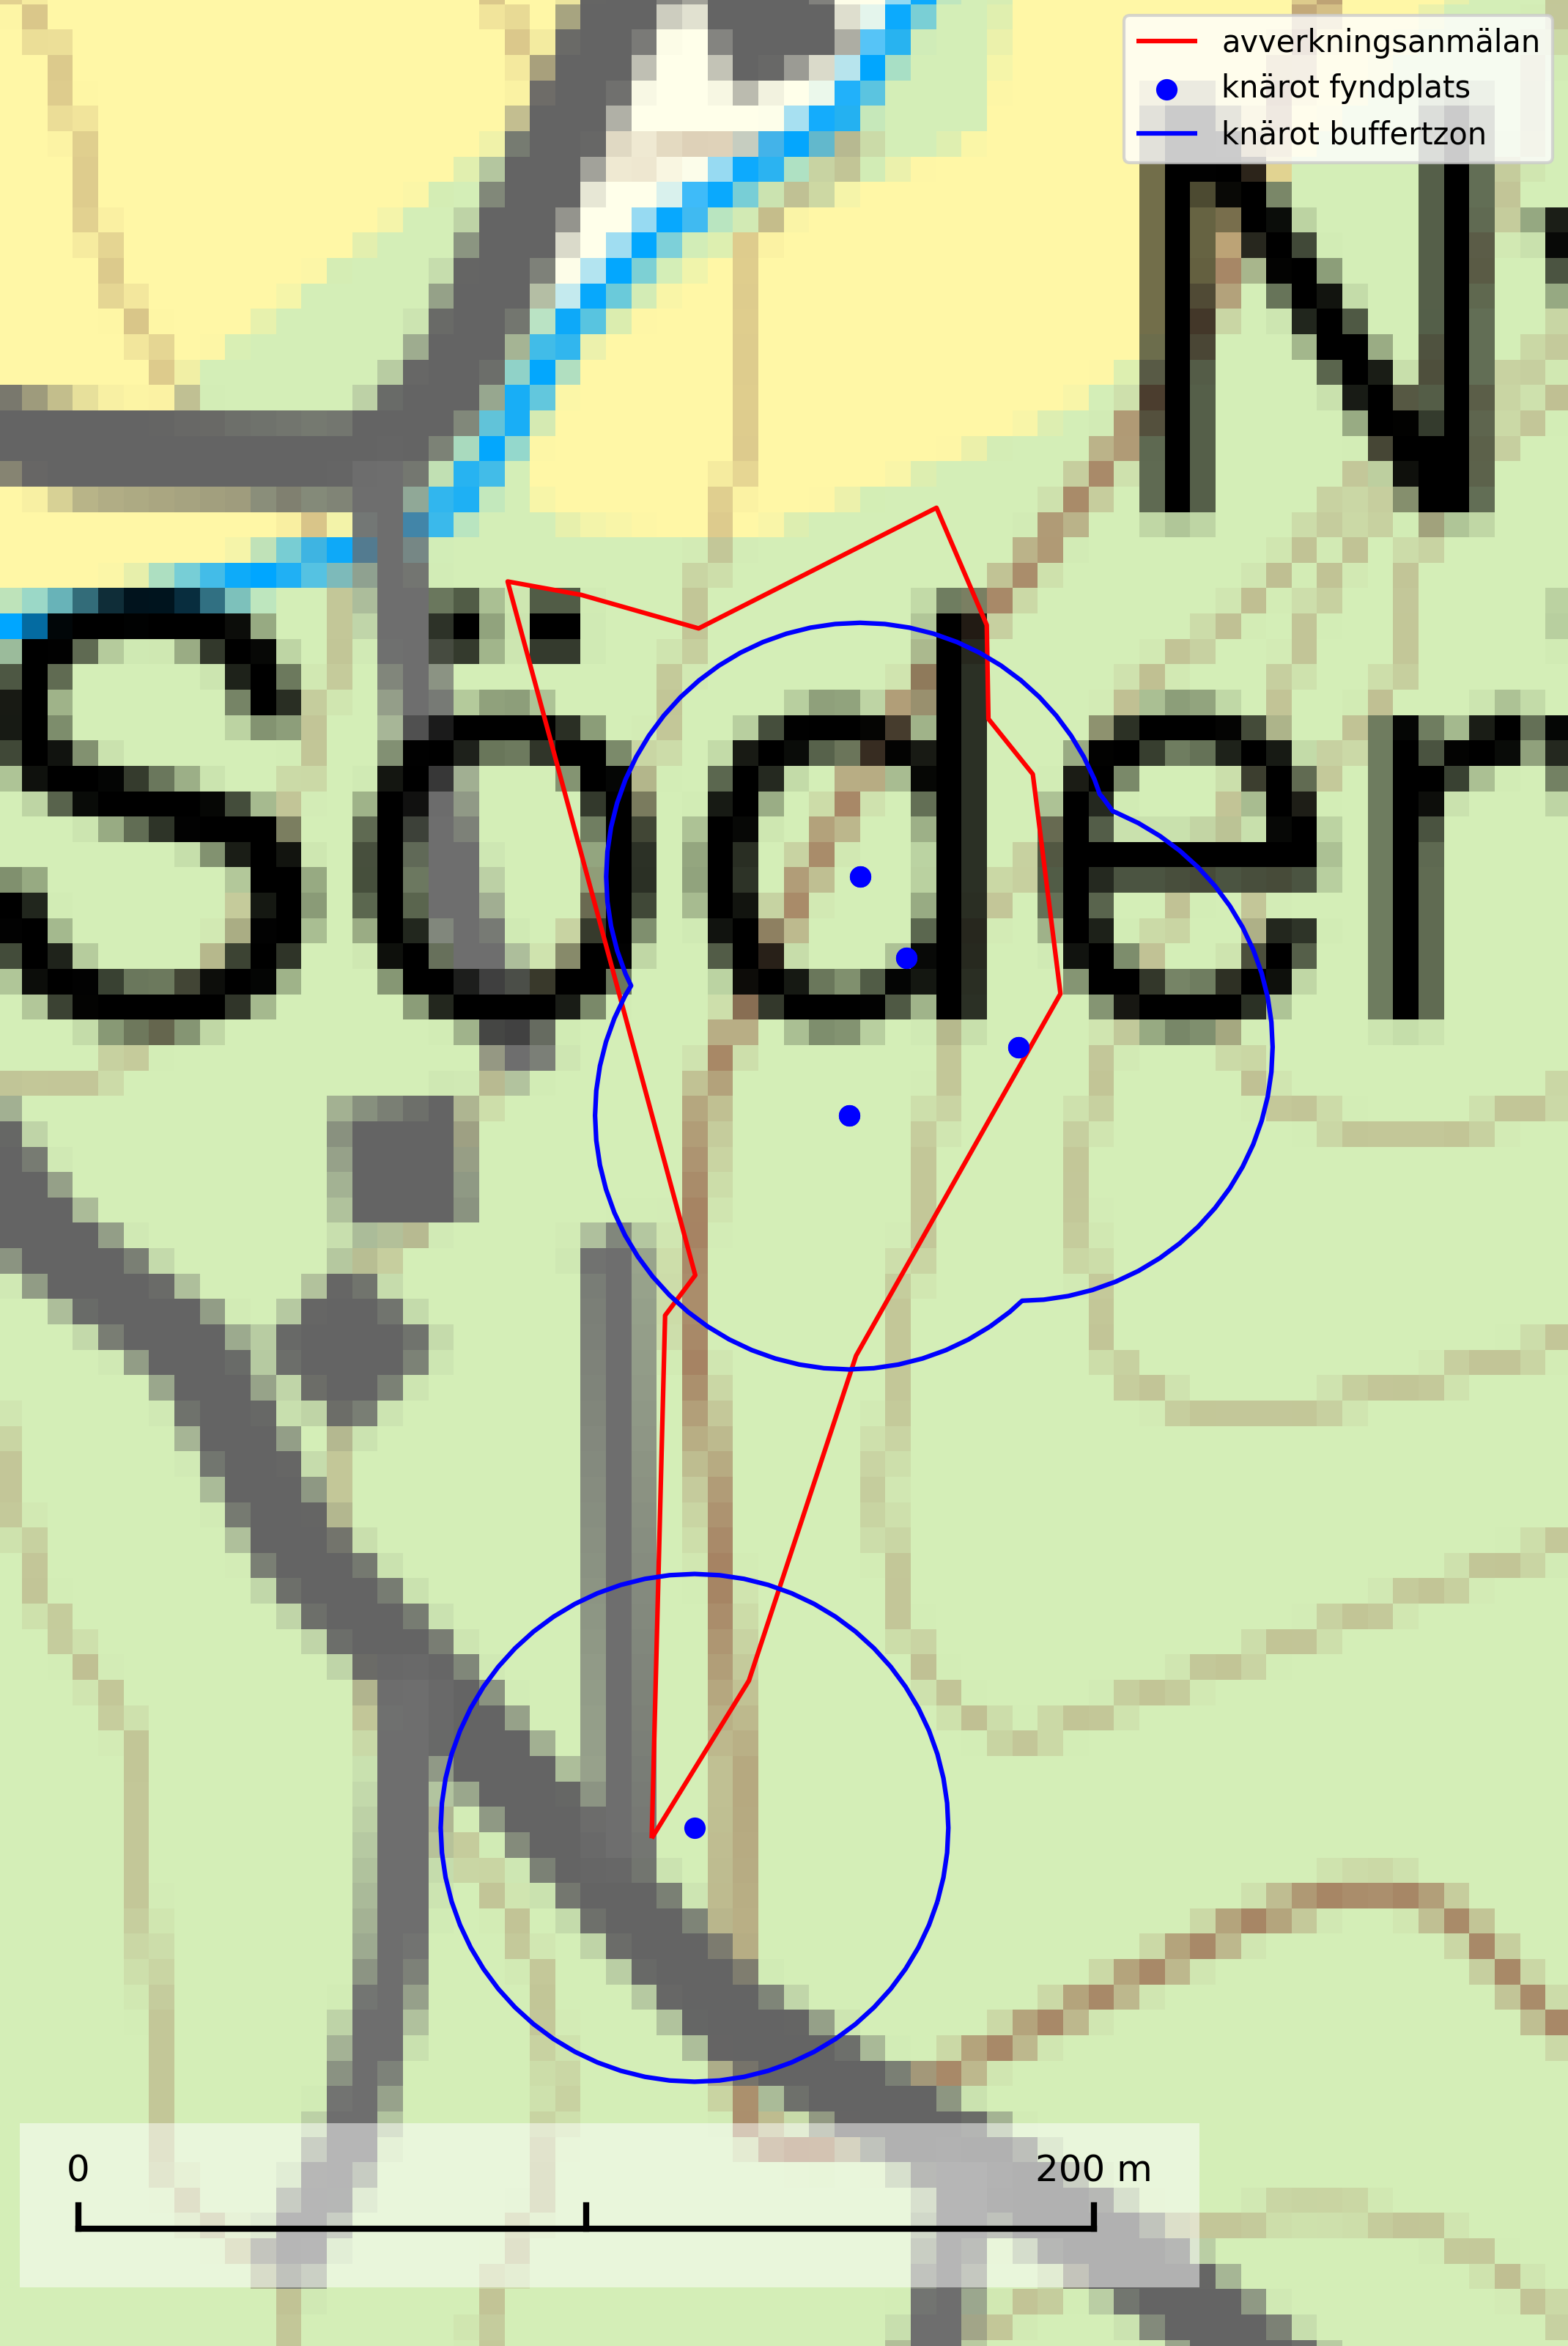 avverkningsanmälan
knärot fyndplats
knärot buffertzon
N
Söder
0
200 m